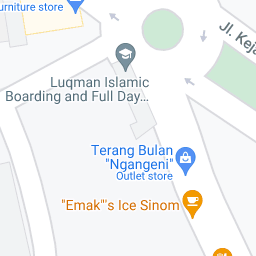 urniture store
Jl. Keja
Luqman Islamic
Boarding and Full Day...
Terang Bulan
"Ngangeni"
Outlet store
"Emak"'s Ice Sinom